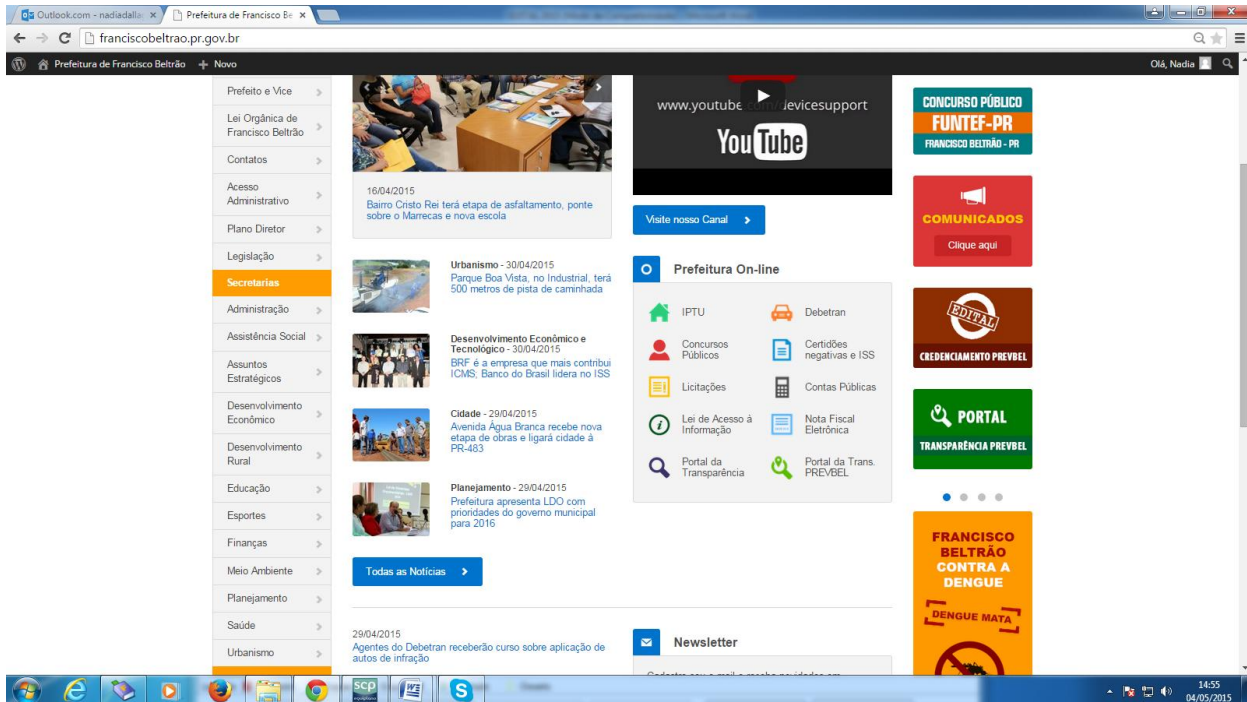 Outlook.com - nadiadalla
Prefeitura de Francisco Be
franciscobeltrao.pr.gov.br
Prefeitura de Francisco Beltrão + Novo
Olá, Nadia
Prefeito e Vice
Lei Orgânica de
Francisco Beltrão
Contatos
Acesso
Administrativo
Plano Diretor
Legislação
Secretarias
Administração
Assistência Social
Assuntos
Estratégicos
Desenvolvimento
Econômico
Desenvolvimento
Rural
Educação
Esportes
Finanças
Meio Ambiente
Planejamento
Saúde
Urbanismo
16/04/2015
Bairro Cristo Rei terá etapa de asfaltamento, ponte
sobre o Marrecas e nova escola
Urbanismo - 30/04/2015
Parque Boa Vista, no Industrial, terá
500 metros de pista de caminhada
Desenvolvimento Econômico e
Tecnológico - 30/04/2015
BRF é a empresa que mais contribui
ICMS; Banco do Brasil lidera no ISS
Cidade - 29/04/2015
Avenida Água Branca recebe nova
etapa de obras e ligará cidade à
PR-483
Planejamento - 29/04/2015
Prefeitura apresenta LDO com
prioridades do governo municipal
para 2016
Todas as Notícias
29/04/2015
Agentes do Debetran receberão curso sobre aplicação de
autos de infração
www.youtube.com/devicesupport
YouTube
Visite nosso Canal
Prefeitura On-line
IPTU
Debetran
Concursos
Públicos
Certidões
negativas e ISS
Licitações
Contas Públicas
Lei de Acesso à
Informação
Nota Fiscal
Eletrônica
Portal da
Transparência
Portal da Trans.
PREVBEL
Newsletter
CONCURSO PÚBLICO
FUNTEF-PR
FRANCISCO BELTRÃO - PR
COMUNICADOS
Clique aqui
EDITAL
CREDENCIAMENTO PREVBEL
PORTAL
TRANSPARÊNCIA PREVBEL
FRANCISCO
BELTRÃO
CONTRA A
DENGUE
DENGUE MATA
scp
14:55
04/05/2015